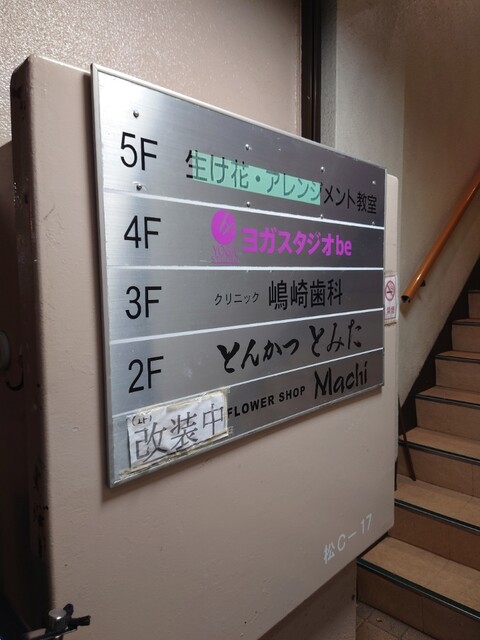 5F 生け花・アレンジメント教室
4F ヨガスタジオbe
3F クリニック 嶋崎歯科
2F とんかつ とみた
FLOWER SHOP Machi
改装中
松C-17